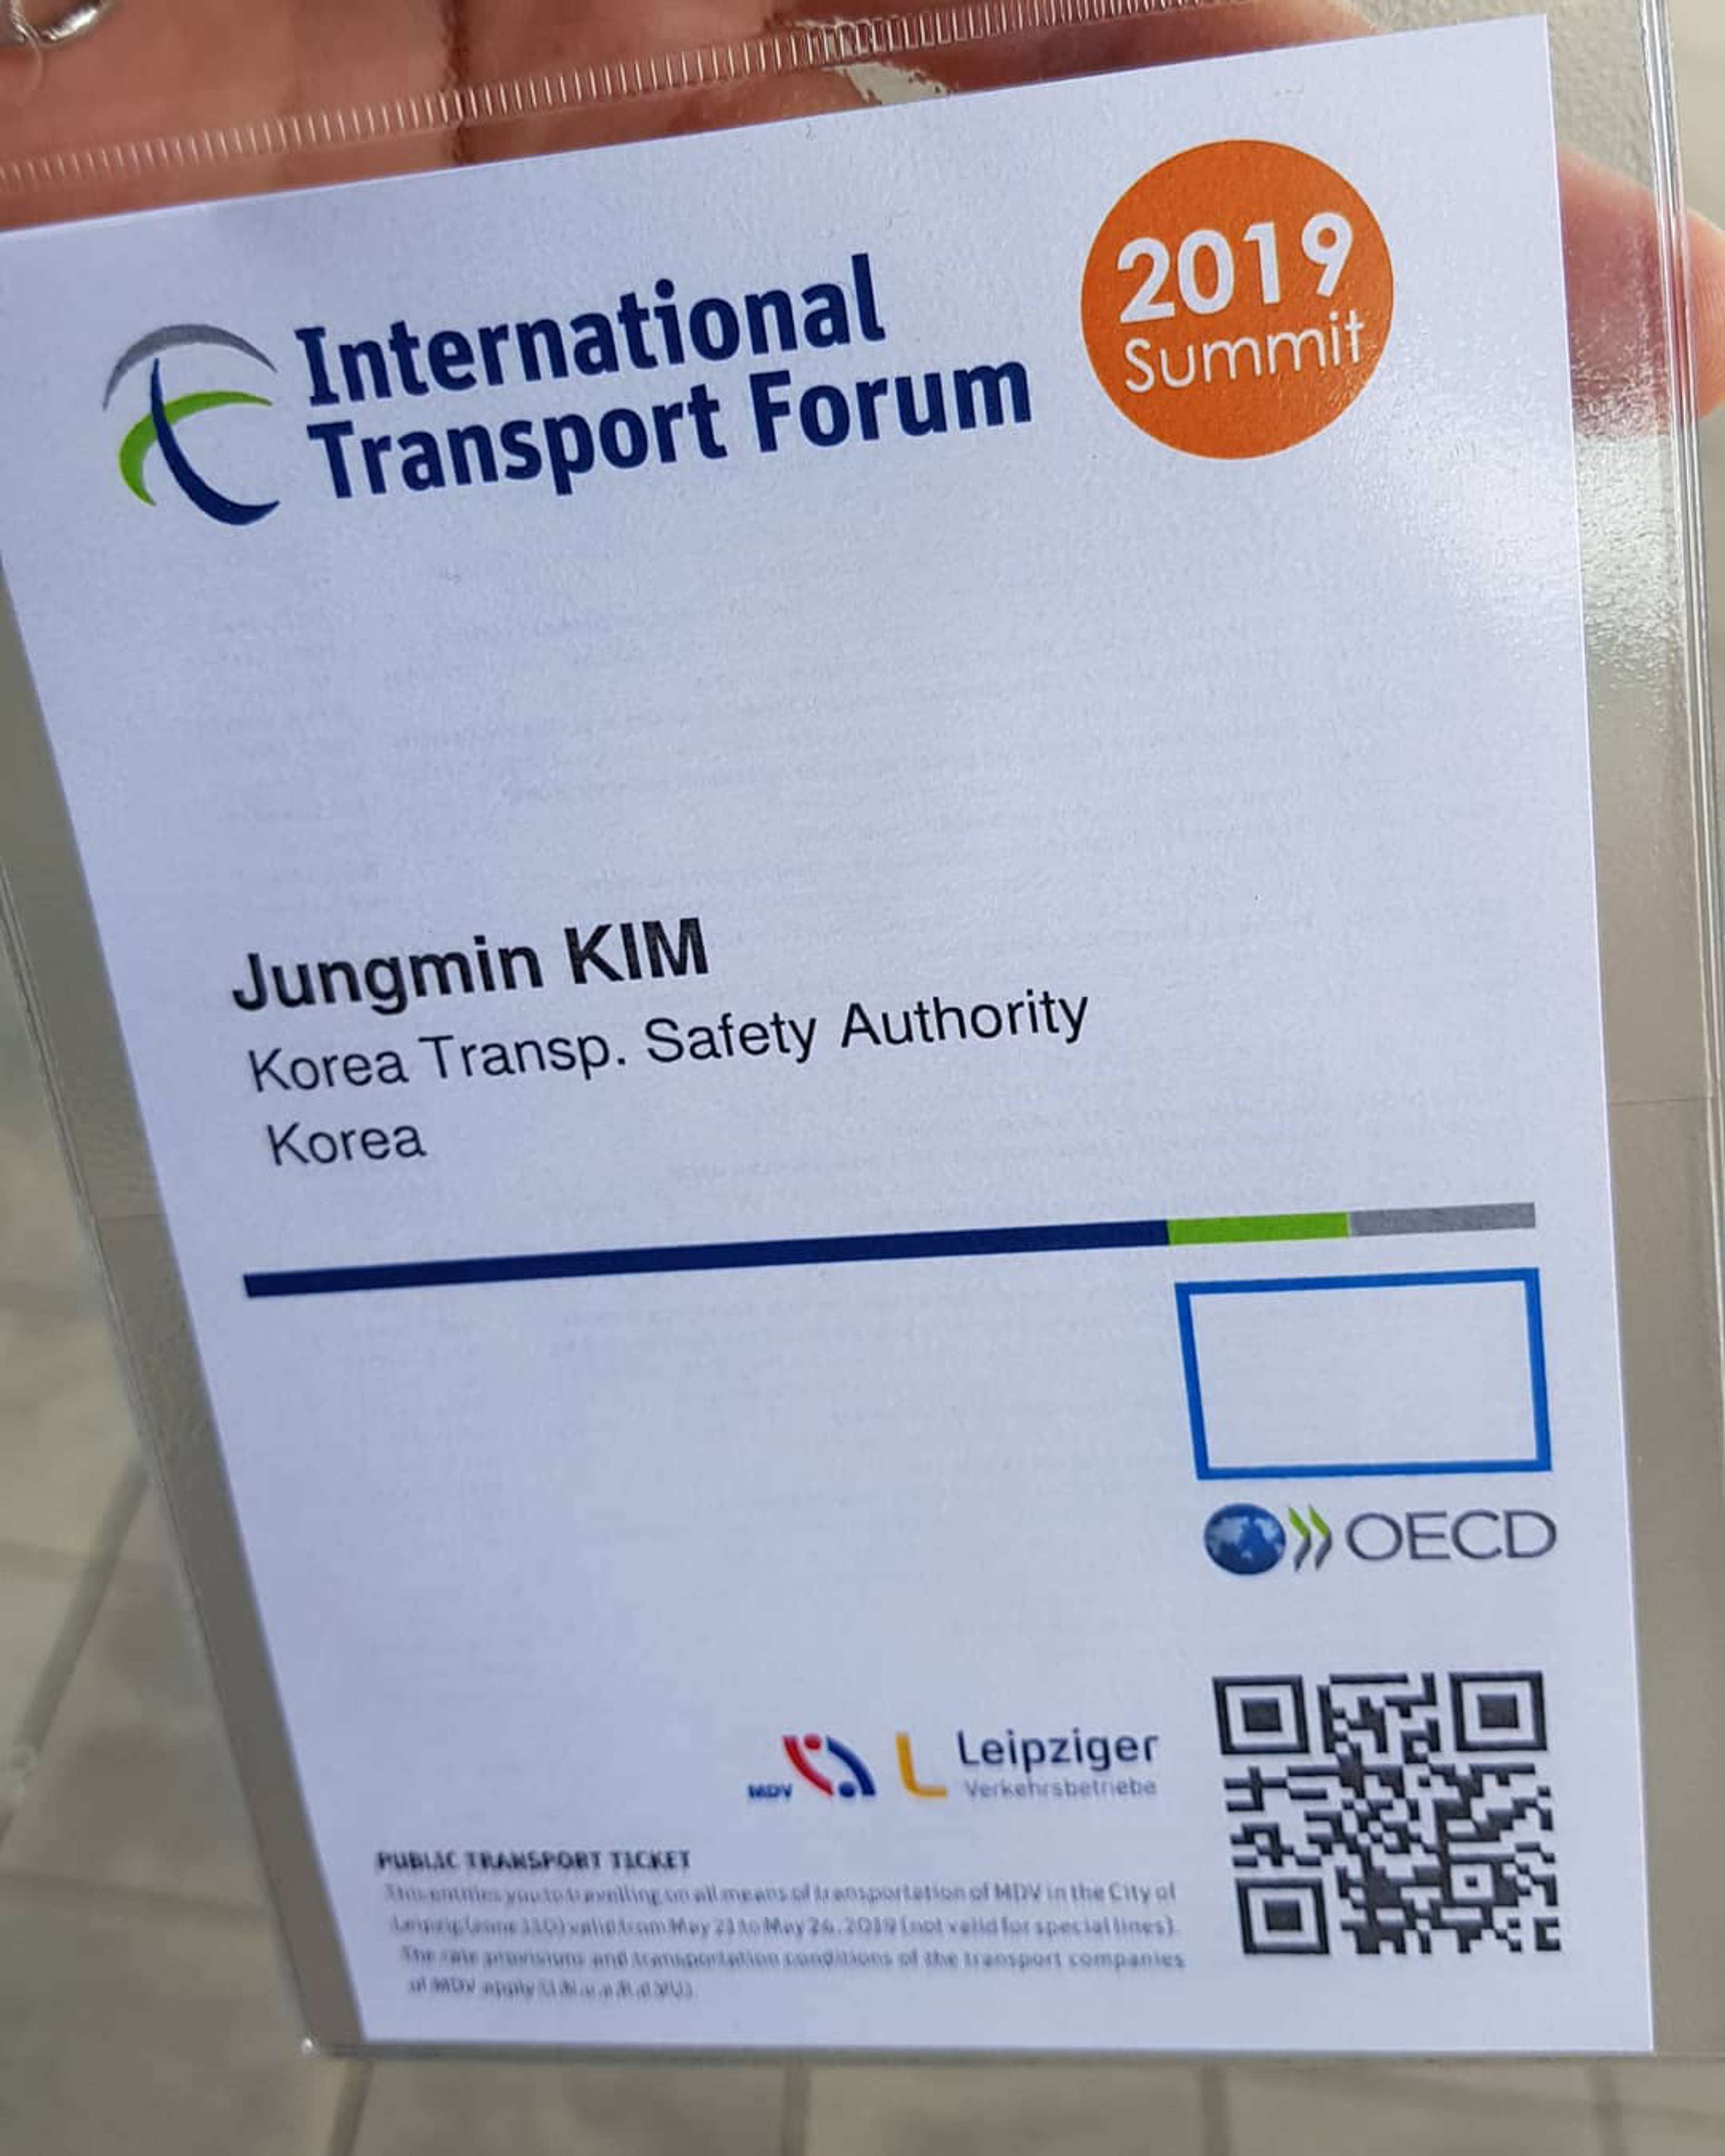 International
Transport Forum
2019
Summit
Jungmin KIM
Korea Transp. Safety Authority
Korea
OECD
MDV
Leipziger
Verkehrsbetriebe
PUBLIC TRANSPORT TICKET
This entitles you to travelling on all means of transportation of MDV in the City of
Leipzig (zone 110) valid from May 21 to May 24, 2019 (not valid for special lines).
The rate provisions and transportation conditions of the transport companies
of MDV apply